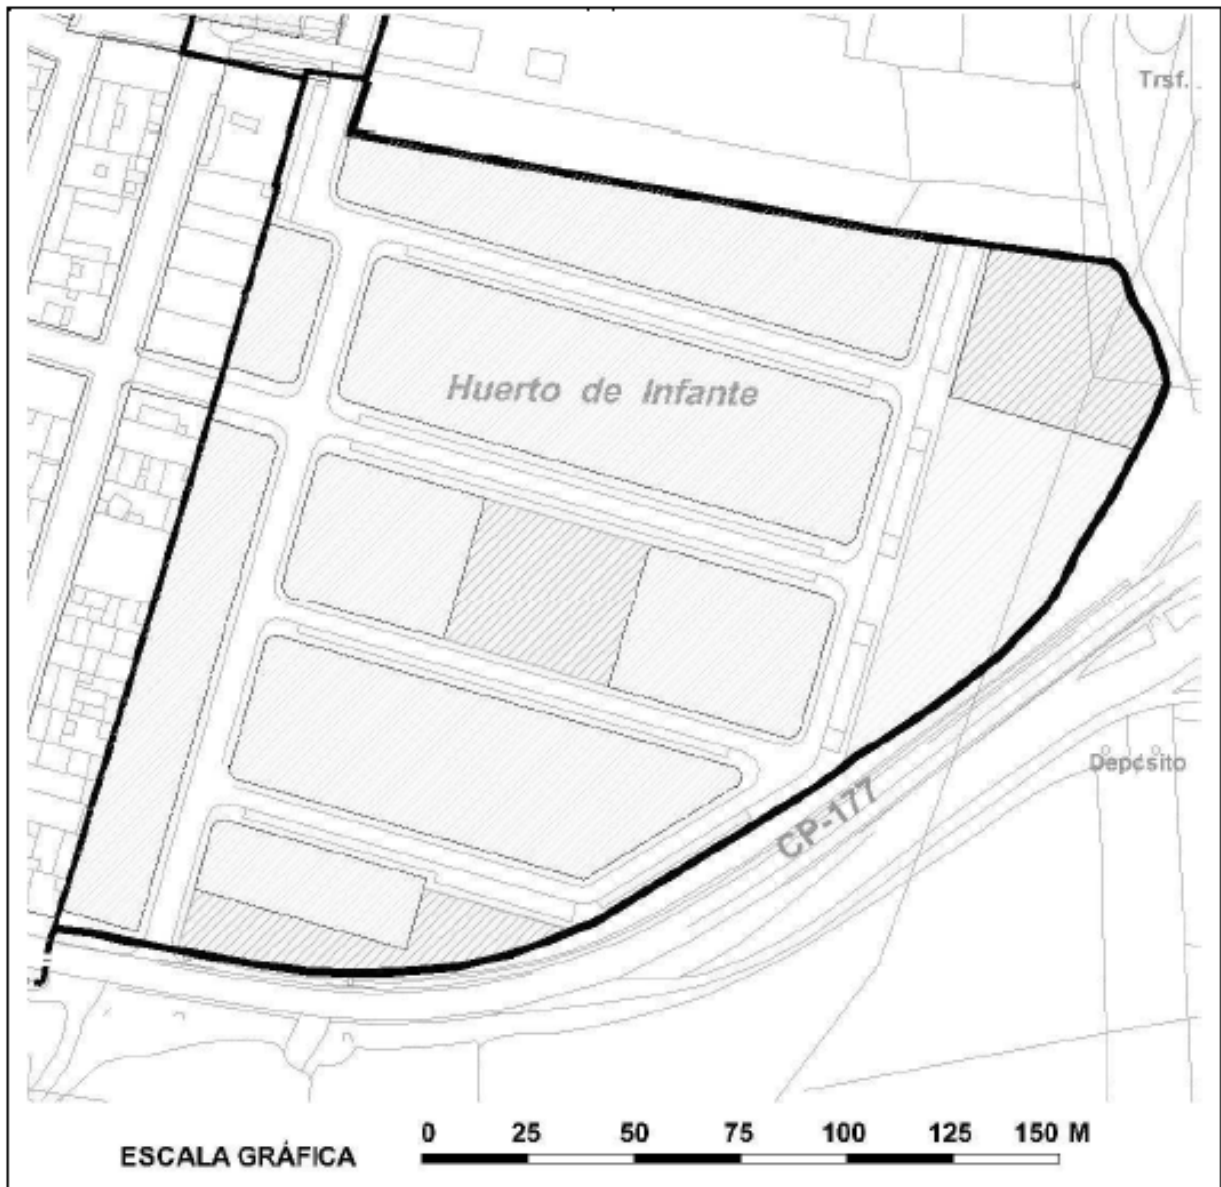 Trsf.
Huerto de Infante
Depósito
CP-177
ESCALA GRÁFICA
0 25 50 75 100 125 150 M